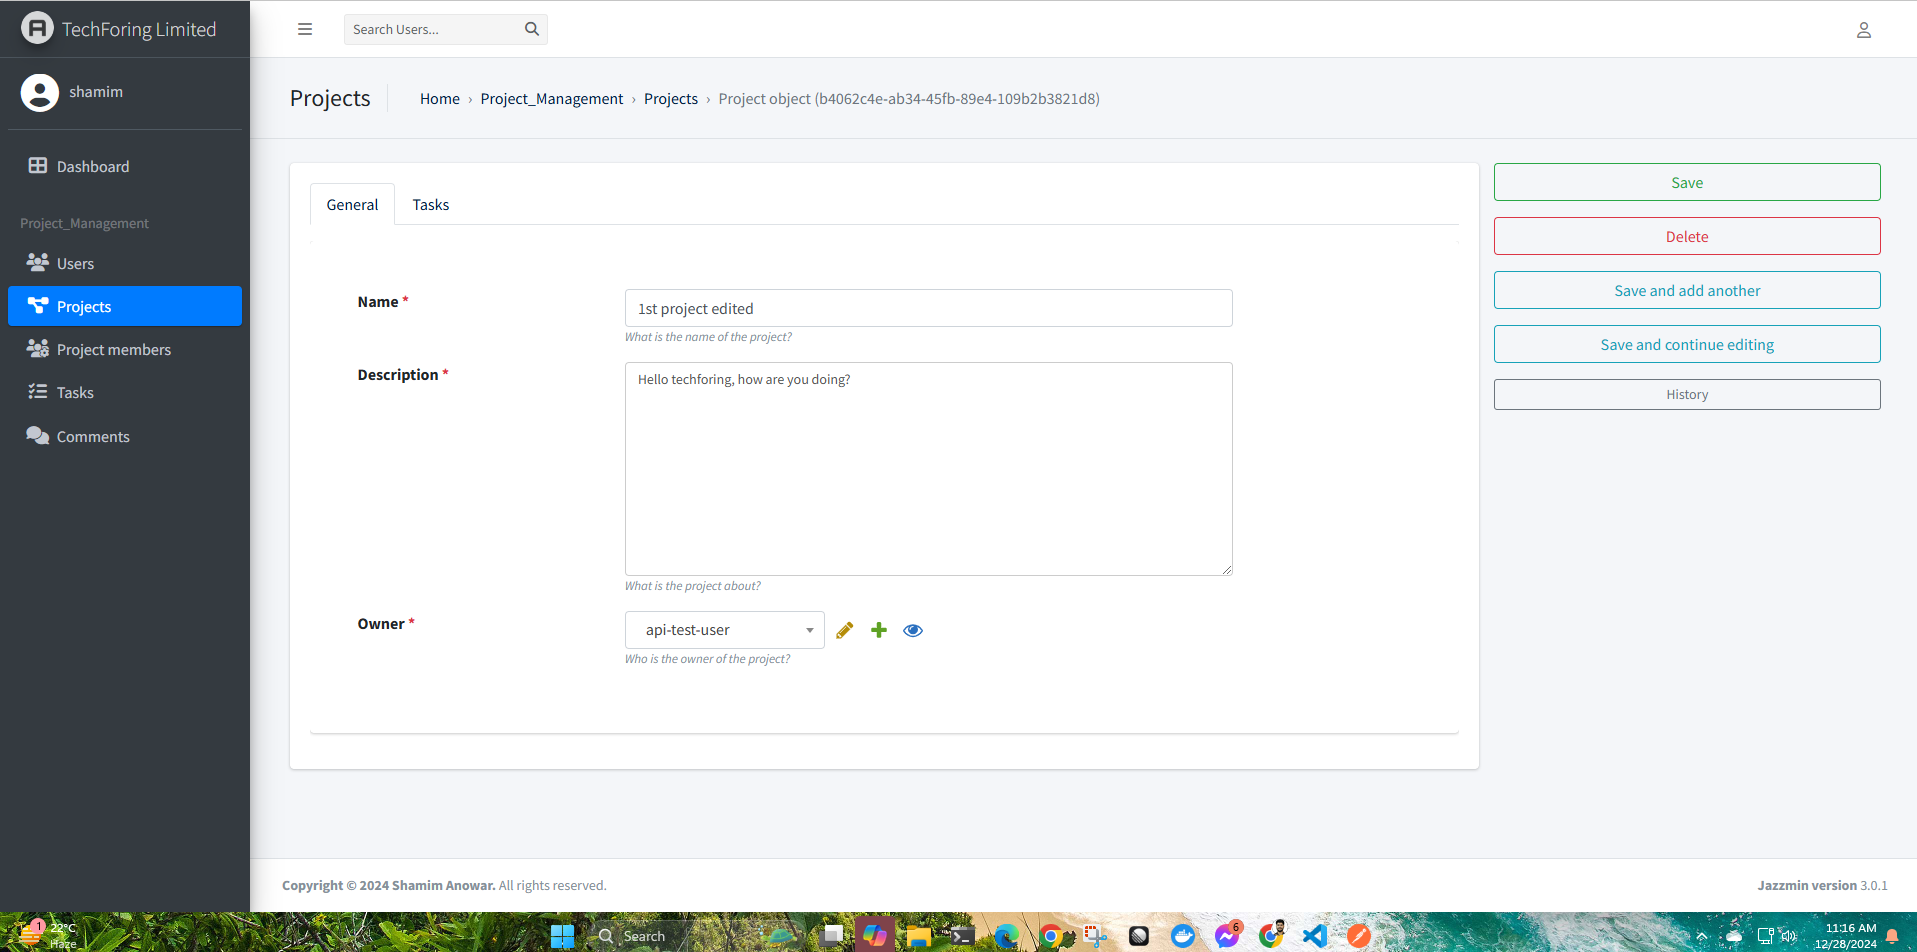 TechForing Limited
Search Users...
shamim
Projects
Home › Project_Management › Projects › Project object (b4062c4e-ab34-45fb-89e4-109b2b3821d8)
Dashboard
Project_Management
Users
Projects
Project members
Tasks
Comments
General
Tasks
Name *
1st project edited
What is the name of the project?
Description *
Hello techforing, how are you doing?
What is the project about?
Owner *
api-test-user
Who is the owner of the project?
Save
Delete
Save and add another
Save and continue editing
History
Copyright © 2024 Shamim Anowar. All rights reserved.
Jazzmin version 3.0.1
1
22°C
Haze
Search
6
11:16 AM
12/28/2024